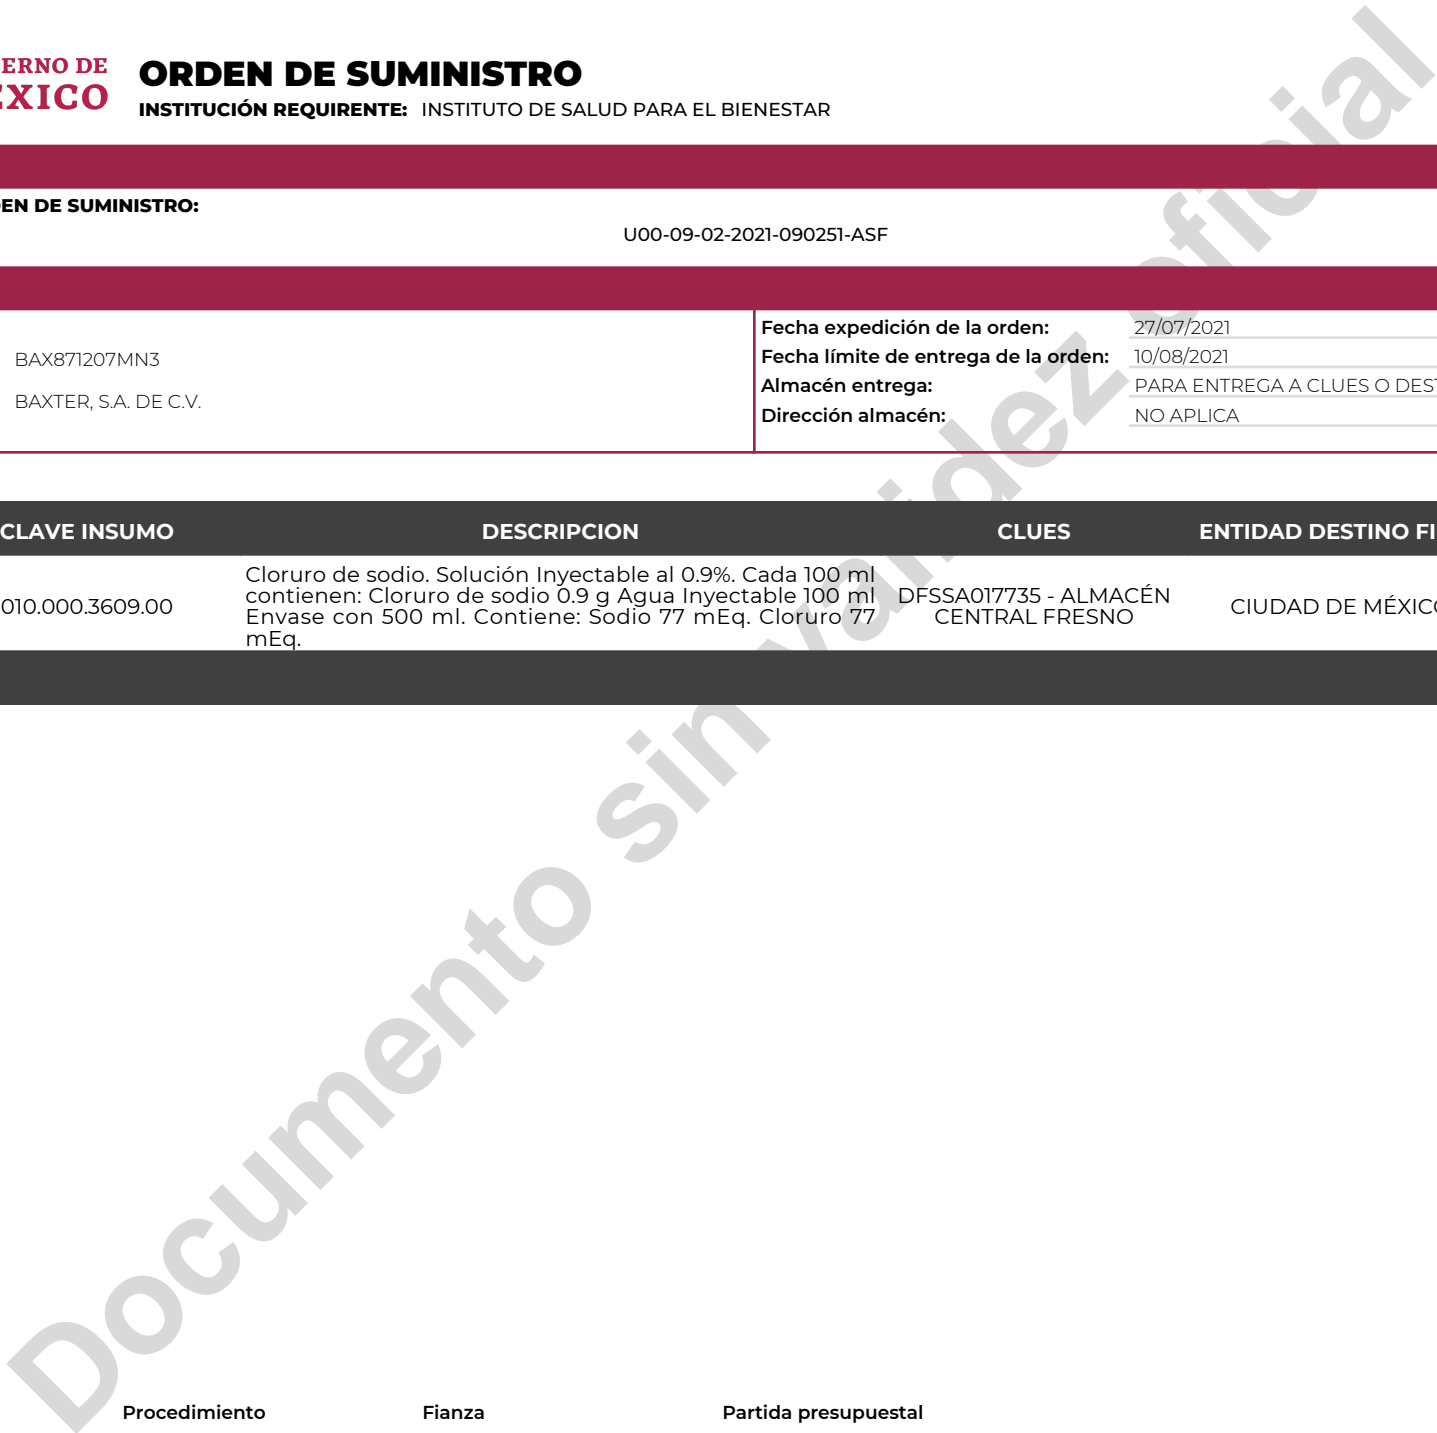 ERNO DE
ÉXICO
ORDEN DE SUMINISTRO
INSTITUCIÓN REQUIRENTE: INSTITUTO DE SALUD PARA EL BIENESTAR
EN DE SUMINISTRO:
U00-09-02-2021-090251-ASF
BAX871207MN3
BAXTER, S.A. DE C.V.
Fecha expedición de la orden: 27/07/2021
Fecha límite de entrega de la orden: 10/08/2021
Almacén entrega: PARA ENTREGA A CLUES O DEST
Dirección almacén: NO APLICA
CLAVE INSUMO DESCRIPCION CLUES ENTIDAD DESTINO FI
010.000.3609.00
Cloruro de sodio. Solución Inyectable al 0.9%. Cada 100 ml
contienen: Cloruro de sodio 0.9 g Agua Inyectable 100 ml
Envase con 500 ml. Contiene: Sodio 77 mEq. Cloruro 77
mEq.
DFSSA017735 - ALMACÉN
CENTRAL FRESNO
CIUDAD DE MÉXICO
Documento sin validez oficial
Procedimiento Fianza Partida presupuestal